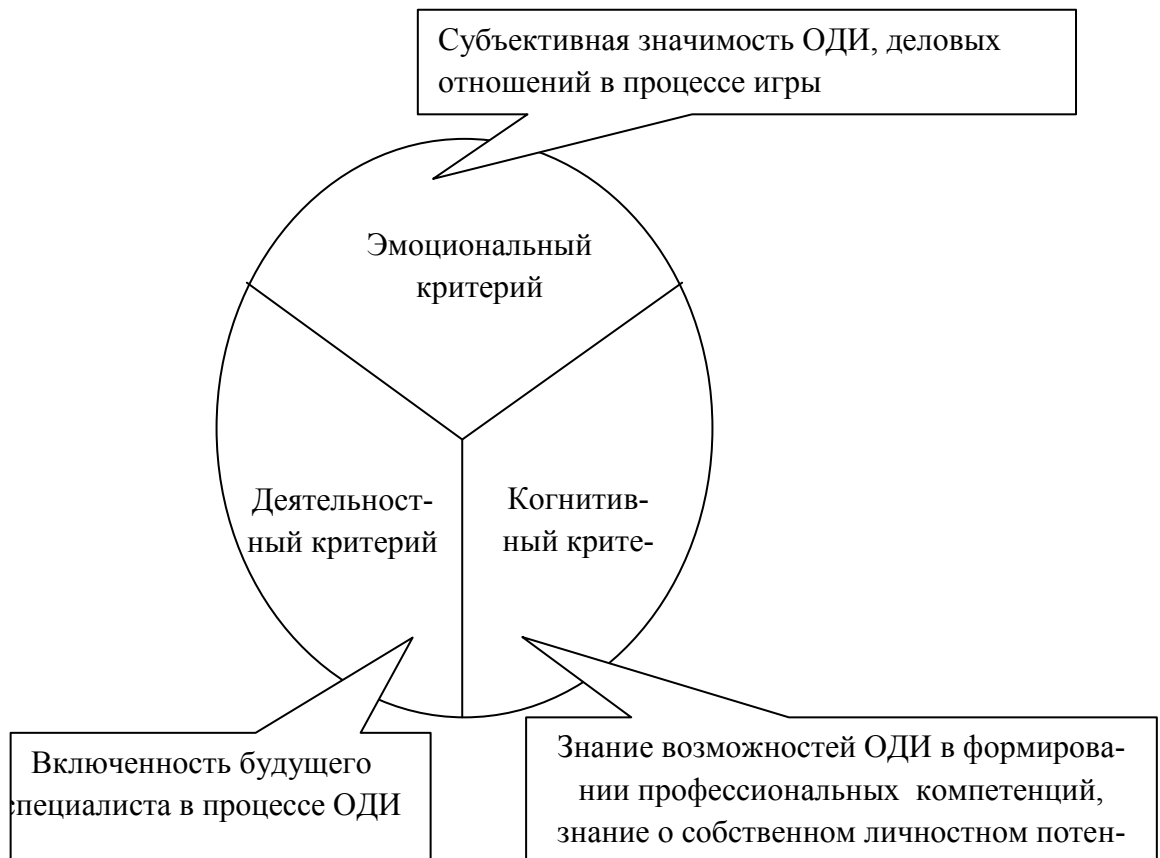 Субъективная значимость ОДИ, деловых
отношений в процессе игры
Эмоциональный
критерий
Деятельност-
ный критерий
Когнитив-
ный крите-
Включенность будущего
специалиста в процессе ОДИ
Знание возможностей ОДИ в формирова-
нии профессиональных компетенций,
знание о собственном личностном потен-